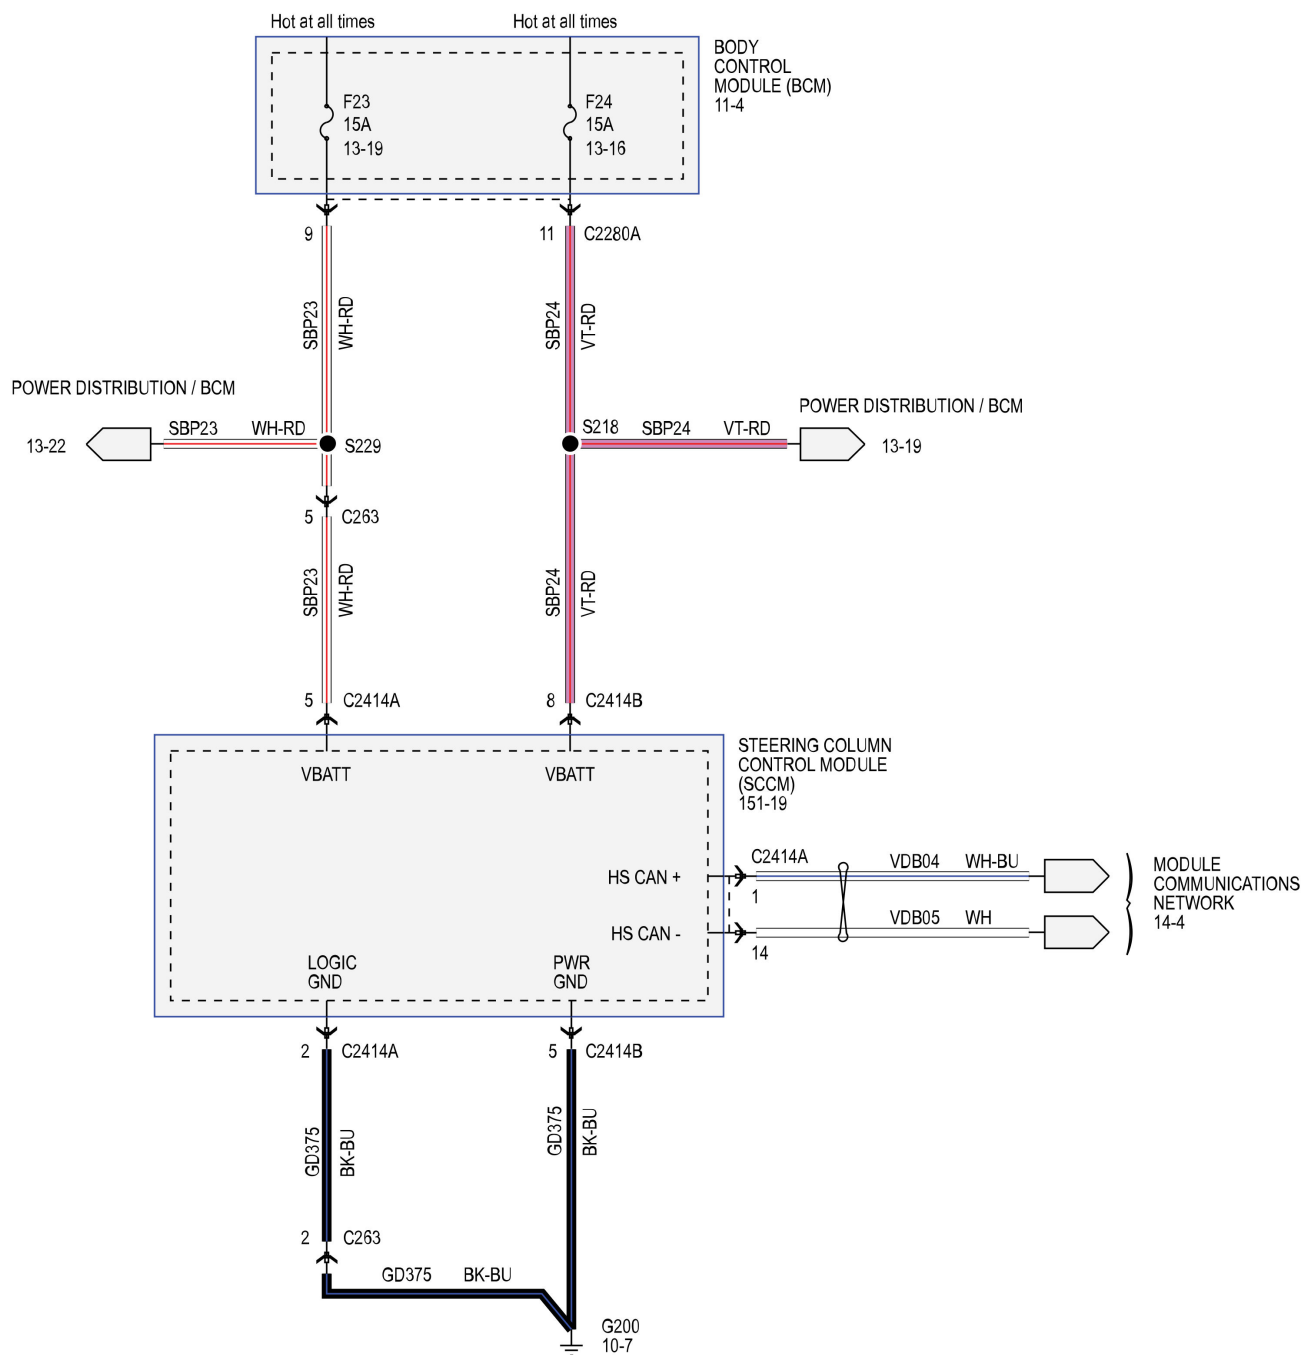 Hot at all times
Hot at all times
BODY
CONTROL
MODULE (BCM)
11-4
F23
15A
13-19
F24
15A
13-16
9
11
C2280A
SBP23
WH-RD
SBP24
VT-RD
POWER DISTRIBUTION / BCM
13-22
SBP23
WH-RD
S229
S218
SBP24
VT-RD
POWER DISTRIBUTION / BCM
13-19
5
C263
SBP23
WH-RD
SBP24
VT-RD
5
C2414A
8
C2414B
VBATT
VBATT
STEERING COLUMN
CONTROL MODULE
(SCCM)
151-19
HS CAN +
C2414A
1
VDB04
WH-BU
HS CAN -
14
VDB05
WH
MODULE
COMMUNICATIONS
NETWORK
14-4
LOGIC
GND
PWR
GND
2
C2414A
5
C2414B
GD375
BK-BU
GD375
BK-BU
2
C263
GD375
BK-BU
G200
10-7